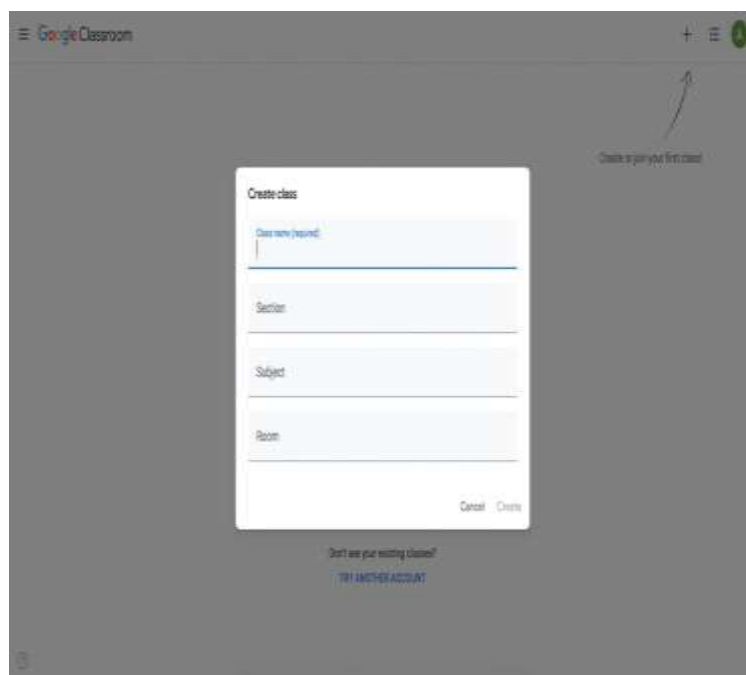 Google Classroom
Create or join your first class!
Create class
Class name (required)
Section
Subject
Room
Cancel Create
Don't see your existing classes?
TRY ANOTHER ACCOUNT